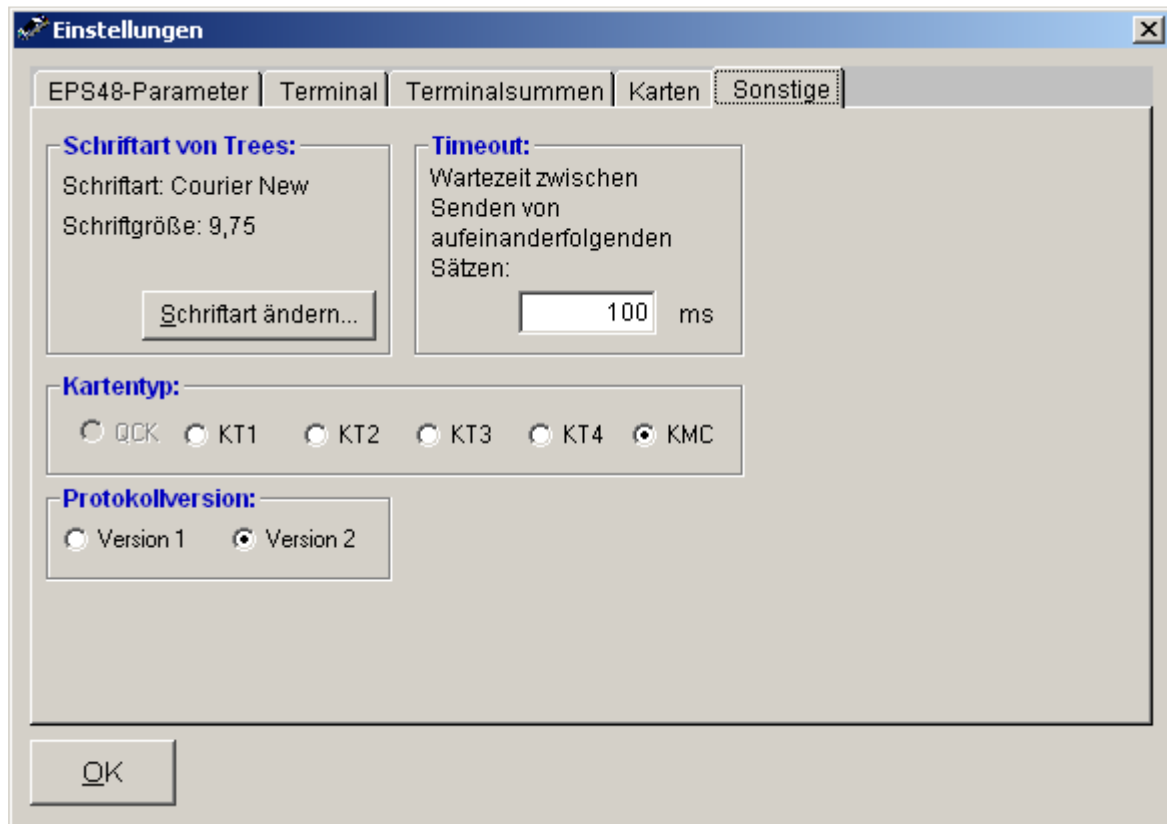 Einstellungen
EPS48-Parameter Terminal Terminalsummen Karten Sonstige
Schriftart von Trees:
Schriftart: Courier New
Schriftgröße: 9,75
Schriftart ändern...
Timeout:
Wartezeit zwischen
Senden von
aufeinanderfolgenden
Sätzen:
100 ms
Kartentyp:
QCK KT1 KT2 KT3 KT4 KMC
Protokollversion:
Version 1 Version 2
OK